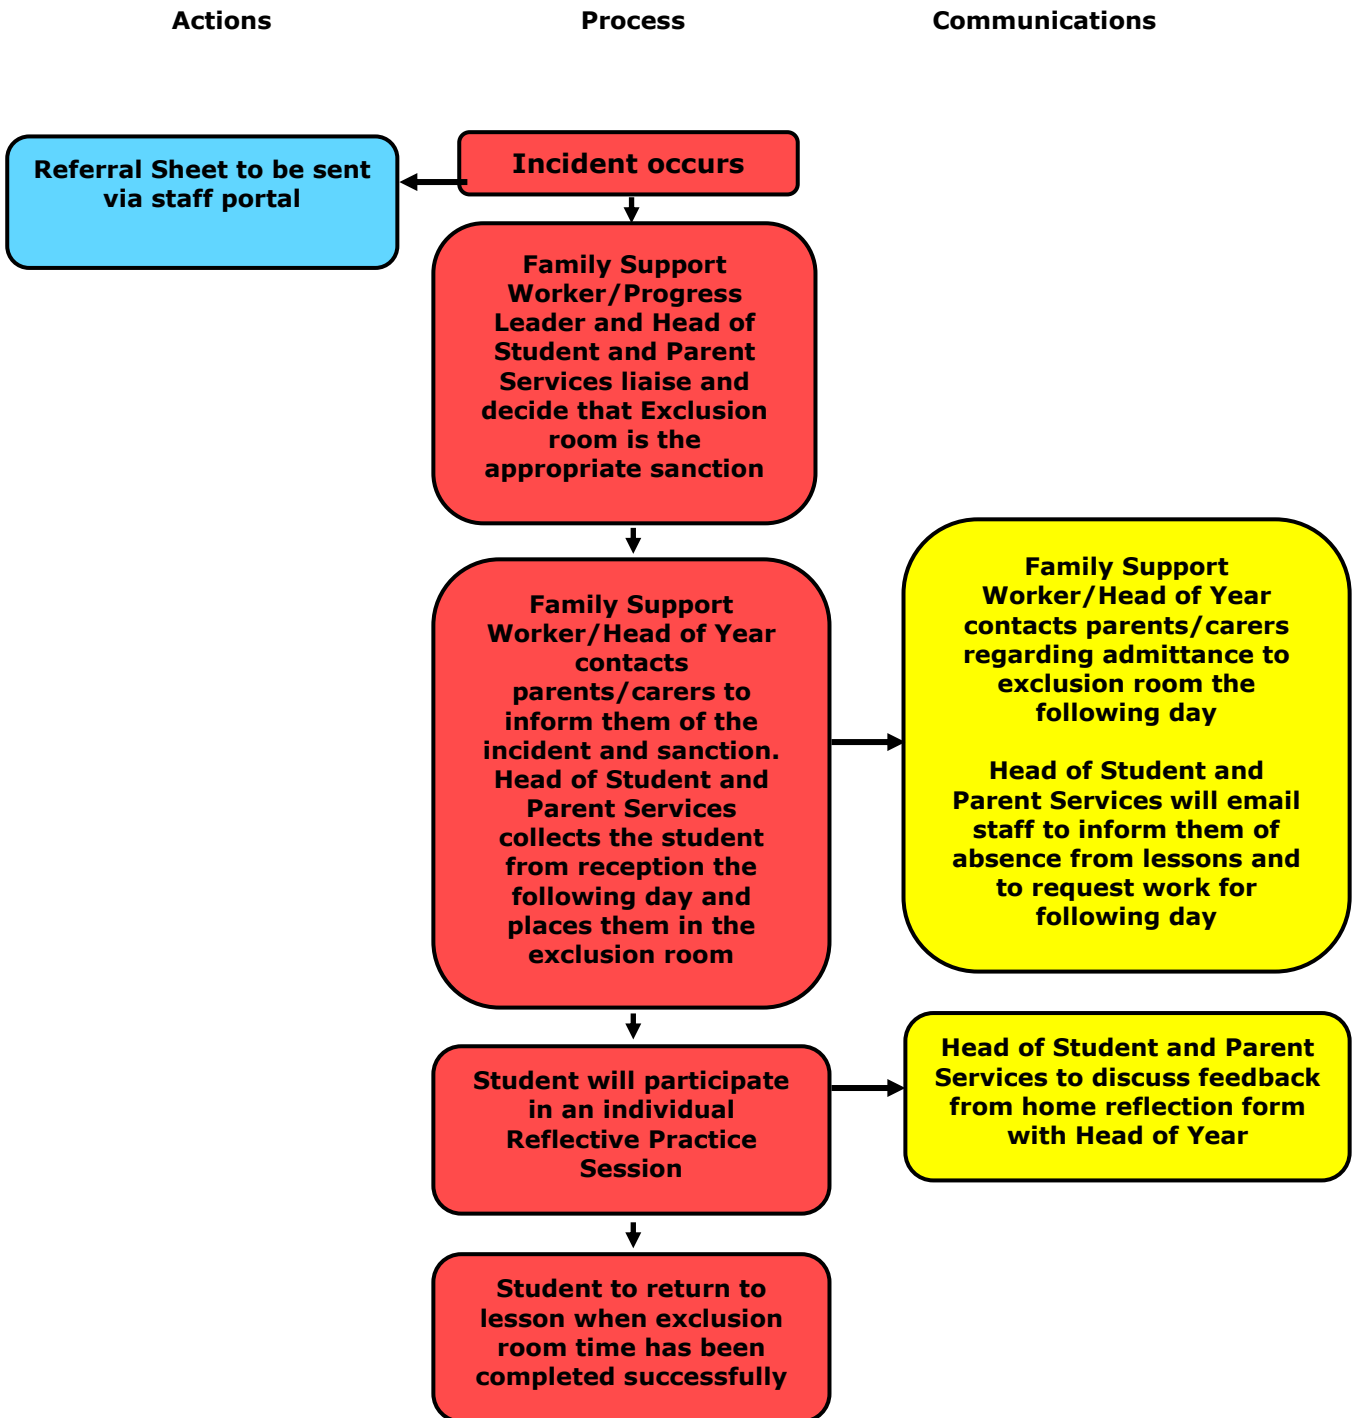 Actions Process Communications
Referral Sheet to be sent
via staff portal
Incident occurs
Family Support
Worker/Progress
Leader and Head of
Student and Parent
Services liaise and
decide that Exclusion
room is the
appropriate sanction
Family Support
Worker/Head of Year
contacts
parents/carers to
inform them of the
incident and sanction.
Head of Student and
Parent Services
collects the student
from reception the
following day and
places them in the
exclusion room
Family Support
Worker/Head of Year
contacts parents/carers
regarding admittance to
exclusion room the
following day
Head of Student and
Parent Services will email
staff to inform them of
absence from lessons and
to request work for
following day
Student will participate
in an individual
Reflective Practice
Session
Head of Student and Parent
Services to discuss feedback
from home reflection form
with Head of Year
Student to return to
lesson when exclusion
room time has been
completed successfully